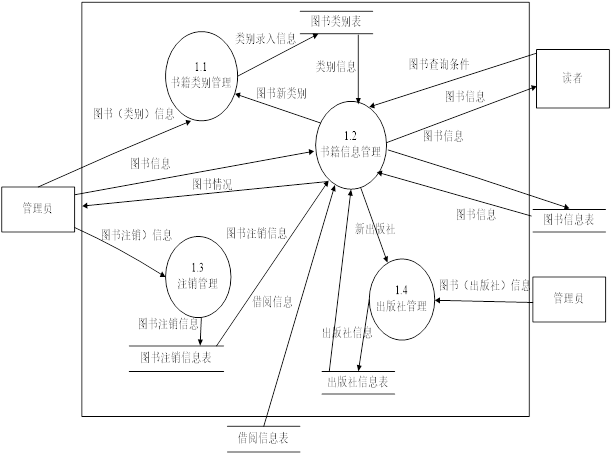 图书类别表
类别录入信息
1.1
书籍类别管理
类别信息
图书查询条件
读者
图书新类别
图书信息
图书（类别）信息
1.2
书籍信息管理
图书信息
图书信息
图书情况
管理员
图书信息
图书信息表
图书注销）信息
图书注销信息
新出版社
1.3
注销管理
1.4
出版社管理
图书（出版社）信息
管理员
借阅信息
图书注销信息
出版社信息
图书注销信息表
出版社信息表
借阅信息表